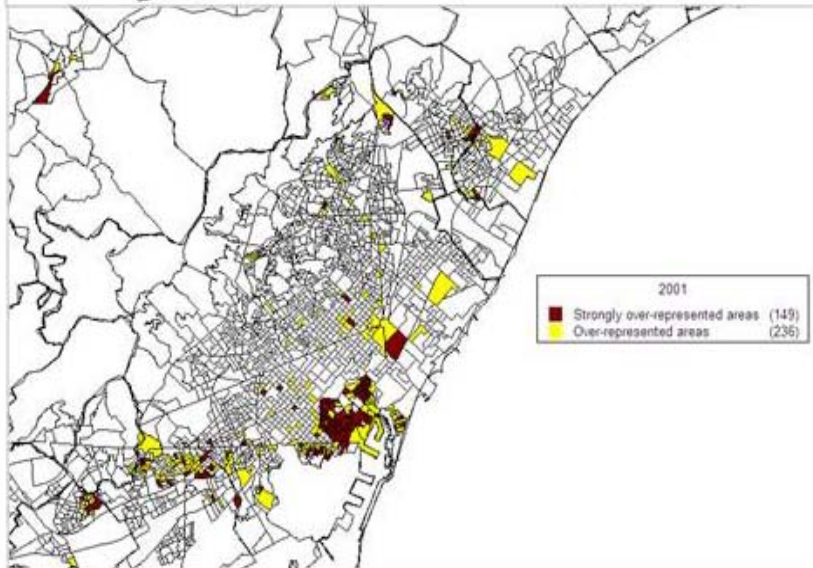 2001
Strongly over-represented areas (149)
Over-represented areas (236)